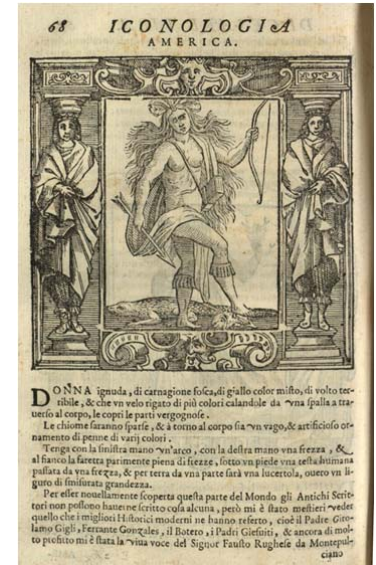 68 ICONOLOGIA
AMERICA.
DONNA ignuda, di carnagione fosca, di giallo color misto, di volto ter-
ribile, & che vn velo rigato di più colori calandole da vna spalla a tra-
uerso al corpo, le copri le parti vergognose.
Le chiome saranno sparse, & à torno al corpo sia vn vago, & artificioso or-
namento di penne di varij colori.
Tenga con la sinistra mano vn'arco, con la destra mano vna frezza, &
al fianco la faretra parimente piena di frezze, sotto vn piede vna testa humana
passata da vna frezza, & per terra da vna parte sarà vna lucertola, ouero vn li-
guro di smisurata grandezza.
Per esser nouellamente scoperta questa parte del Mondo gli Antichi Scrit-
tori non possono hauerne scritto cosa alcuna, però mi è stato mestieri veder
quello che i migliori Historici moderni ne hanno referto, cioè il Padre Giro-
lamo Gigli, Ferrante Gonzales, il Botero, i Padri Giesuiti, & ancora di mol-
to profitto mi è stata la viua voce del Signor Fausto Rughese da Montepul-
ciano